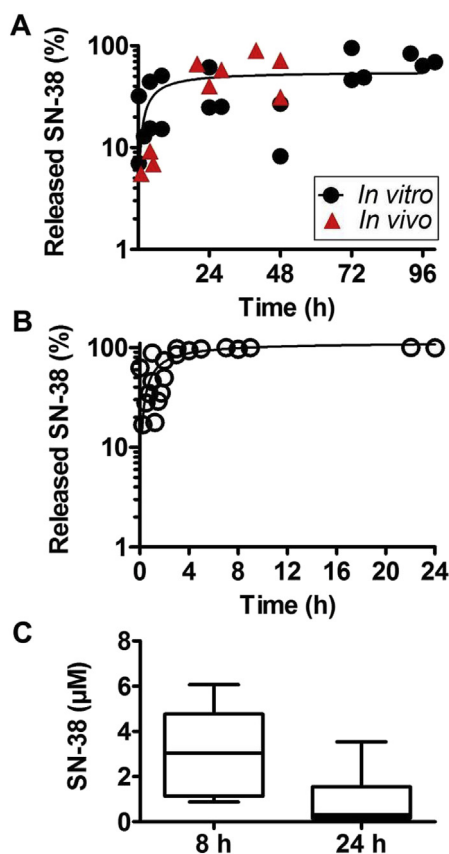 A
Released SN-38 (%)
100
10
1
In vitro
In vivo
24 48 72 96
Time (h)
B
Released SN-38 (%)
100
10
1
0 4 8 12 16 20 24
Time (h)
C
SN-38 (µM)
8
6
4
2
0
8 h 24 h